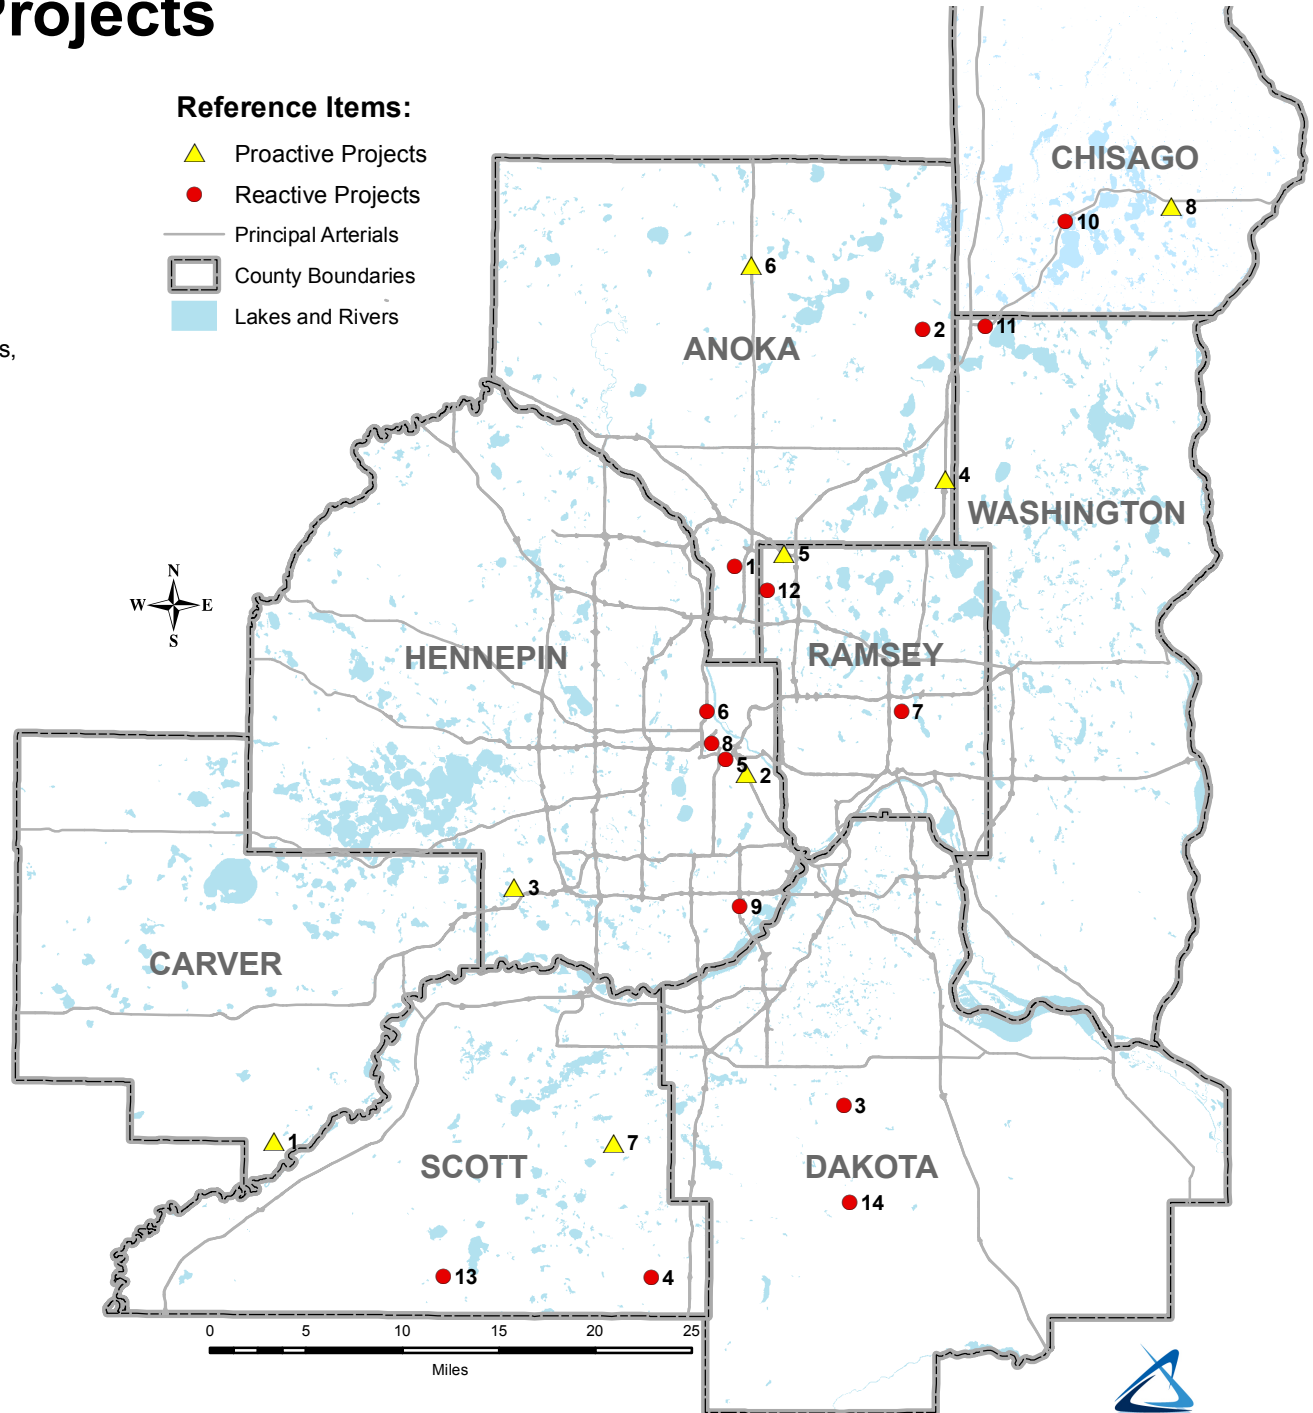 Projects
Reference Items:
Proactive Projects
Reactive Projects
Principal Arterials
County Boundaries
Lakes and Rivers
s,
CHISAGO
8
10
6
2
11
ANOKA
4
WASHINGTON
5
1
12
N
W E
S
HENNEPIN
RAMSEY
6
7
8
5
2
3
9
CARVER
3
1
7
SCOTT
DAKOTA
14
13
4
0 5 10 15 20 25
Miles